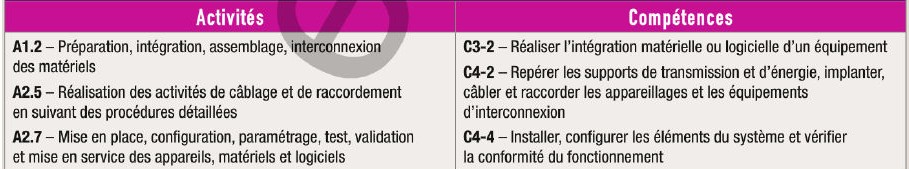 Activités
Compétences
A1.2 – Préparation, intégration, assemblage, interconnexion
des matériels
A2.5 – Réalisation des activités de câblage et de raccordement
en suivant des procédures détaillées
A2.7 – Mise en place, configuration, paramétrage, test, validation
et mise en service des appareils, matériels et logiciels
C3-2 – Réaliser l'intégration matérielle ou logicielle d'un équipement
C4-2 – Repérer les supports de transmission et d'énergie, implanter,
câbler et raccorder les appareillages et les équipements
d'interconnexion
C4-4 – Installer, configurer les éléments du système et vérifier
la conformité du fonctionnement